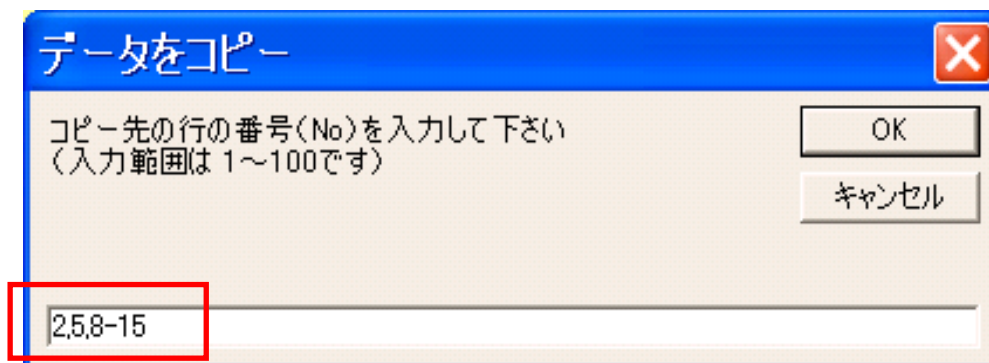 データをコピー
コピー先の行の番号(No)を入力して下さい
(入力範囲は 1～100です)
OK
キャンセル
2,5,8-15